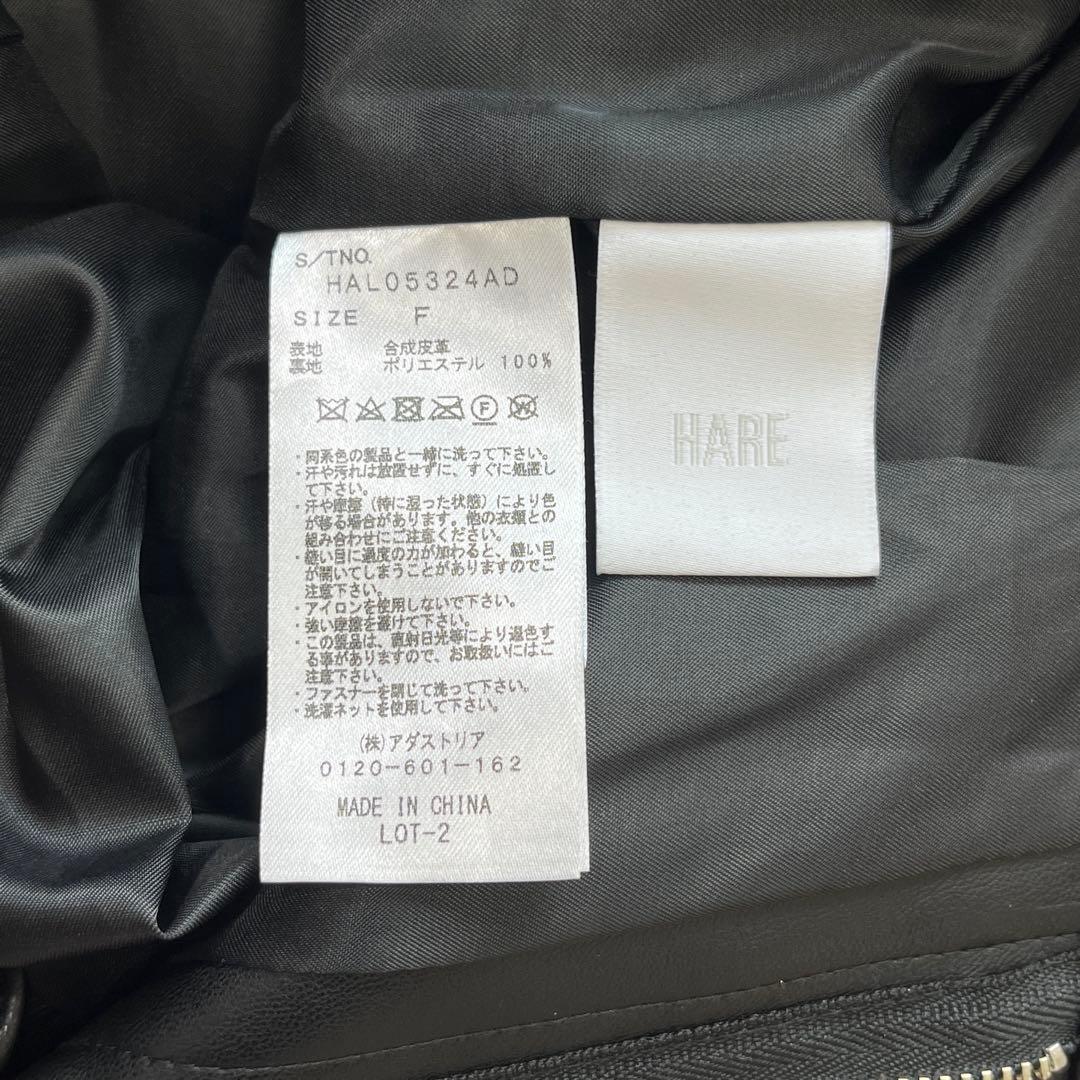 S/TNO.
HAL05324AD
SIZE F
表地 合成皮革
裏地 ポリエステル 100%
F W
・同系色の製品と一緒に洗って下さい。
・汗や汚れは放置せずに、すぐに処置し
て下さい。
・汗や摩擦（特に湿った状態）により色
が移る場合があります。他の衣類との
組み合わせにご注意ください。
・縫い目に過度の力が加わると、縫い目
が開いてしまうことがありますのでご
注意下さい。
・アイロンを使用しないで下さい。
・強い摩擦を避けて下さい。
・この製品は、直射日光等により退色す
る事がありますので、お取扱いにはご
注意下さい。
・ファスナーを閉じて洗って下さい。
・洗濯ネットを使用して下さい。
(株)アダストリア
0120-601-162
MADE IN CHINA
LOT-2
HARE